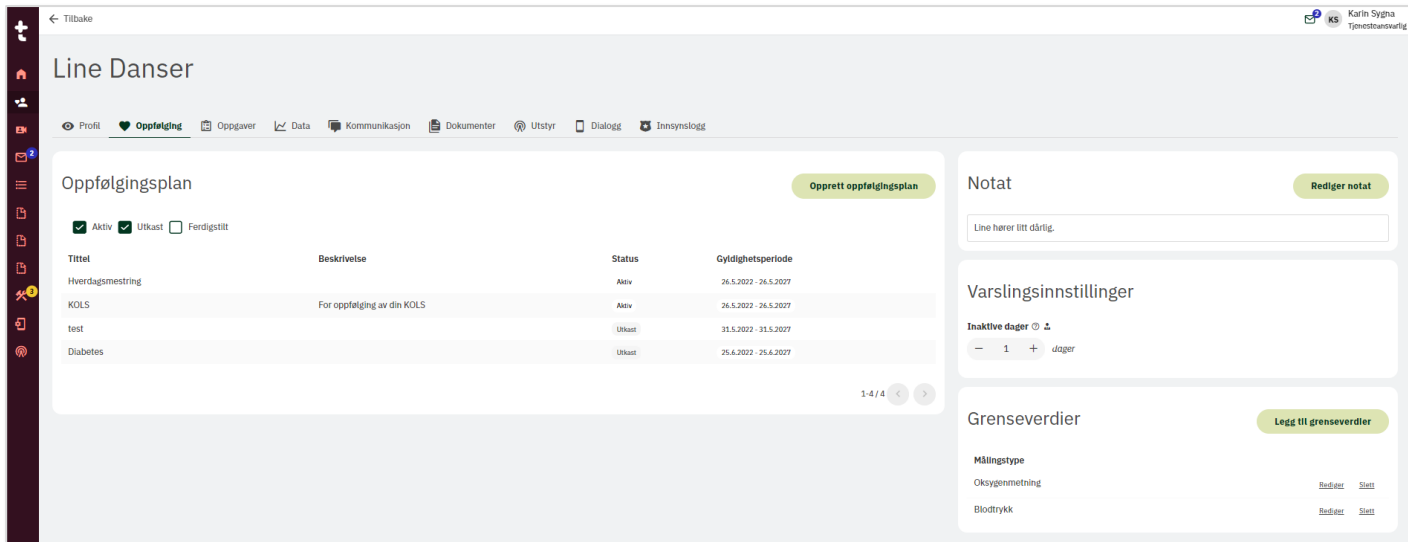 t
← Tilbake
2
KS
Karin Sygna
Tjenesteansvarlig
Line Danser
Profil Oppfølging Oppgaver Data Kommunikasjon Dokumenter Utstyr Dialogg Innsynslogg
2
3
Oppfølgingsplan
Opprett oppfølgingsplan
Aktiv Utkast Ferdigstilt
Tittel Beskrivelse Status Gyldighetsperiode
Hverdagsmestring Aktiv 26.5.2022 - 26.5.2027
KOLS For oppfølging av din KOLS Aktiv 26.5.2022 - 26.5.2027
test Utkast 31.5.2022 - 31.5.2027
Diabetes Utkast 25.6.2022 - 25.6.2027
1-4 / 4
Notat
Rediger notat
Line hører litt dårlig.
Varslingsinnstillinger
Inaktive dager
− 1 + dager
Grenseverdier
Legg til grenseverdier
Målingstype
Oksygenmetning Rediger Slett
Blodtrykk Rediger Slett